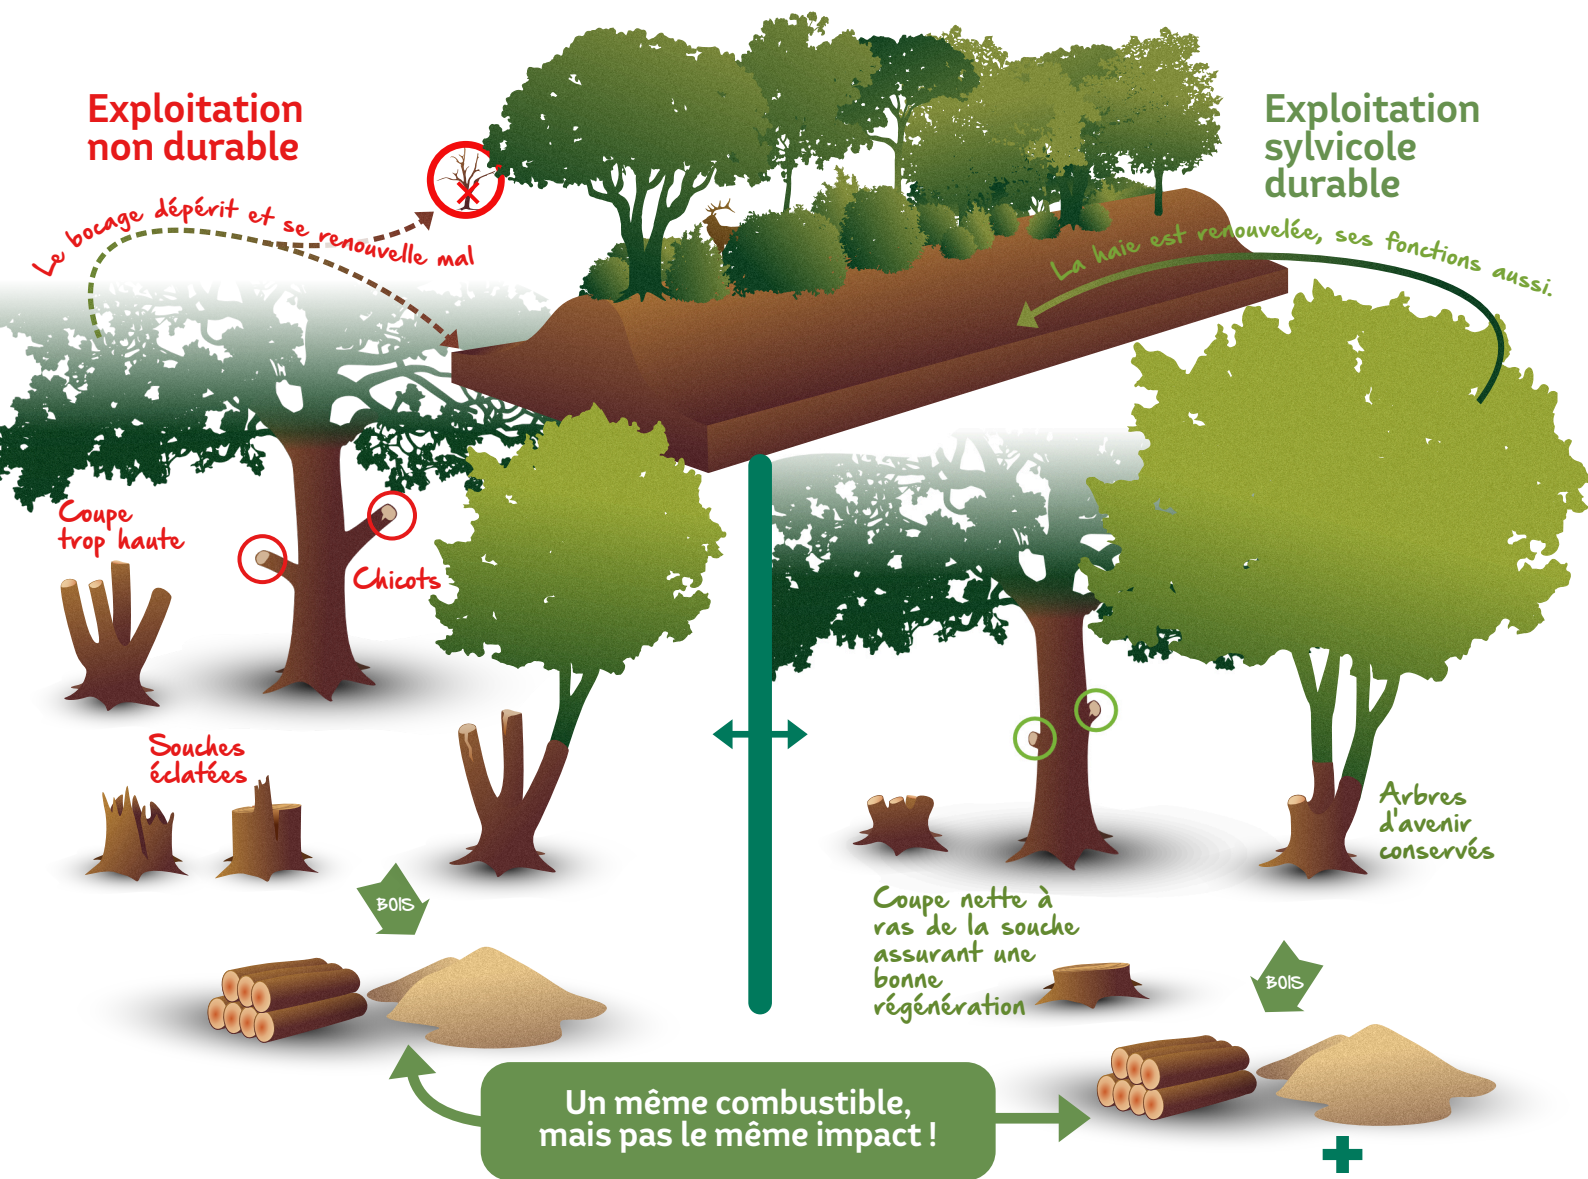 Exploitation
non durable
Le bocage dépérit et se renouvelle mal
Exploitation
sylvicole
durable
La haie est renouvelée, ses fonctions aussi.
Coupe
trop haute
Chicots
Souches
éclatées
BOIS
Arbres
d'avenir
conservés
Coupe nette à
ras de la souche
assurant une
bonne
régénération
BOIS
Un même combustible,
mais pas le même impact !